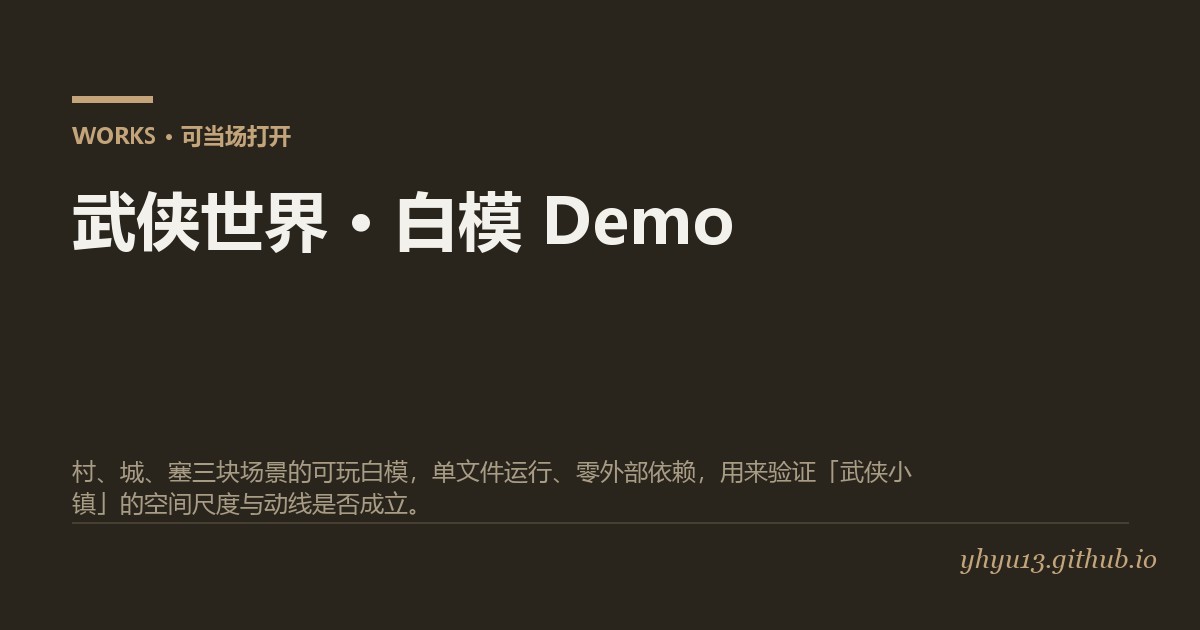 WORKS · 可当场打开
武侠世界 · 白模 Demo
村、城、塞三块场景的可玩白模，单文件运行、零外部依赖，用来验证「武侠小
镇」的空间尺度与动线是否成立。
yhyu13.github.io